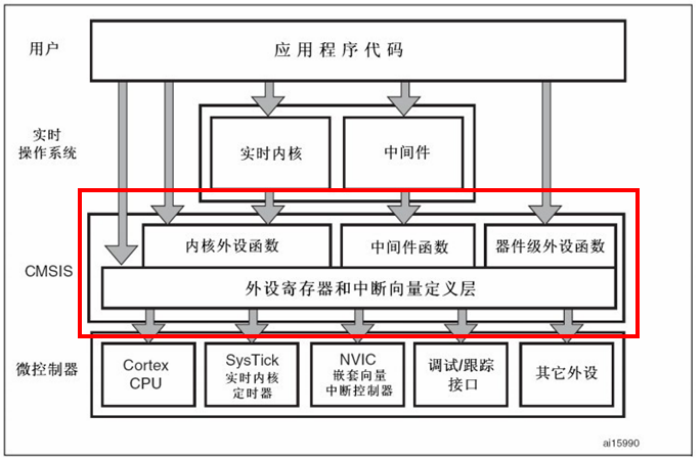 用户
应用程序代码
实时
操作系统
实时内核
中间件
CMSIS
内核外设函数
中间件函数
器件级外设函数
外设寄存器和中断向量定义层
微控制器
Cortex
CPU
SysTick
实时内核
定时器
NVIC
嵌套向量
中断控制器
调试/跟踪
接口
其它外设
ai15990